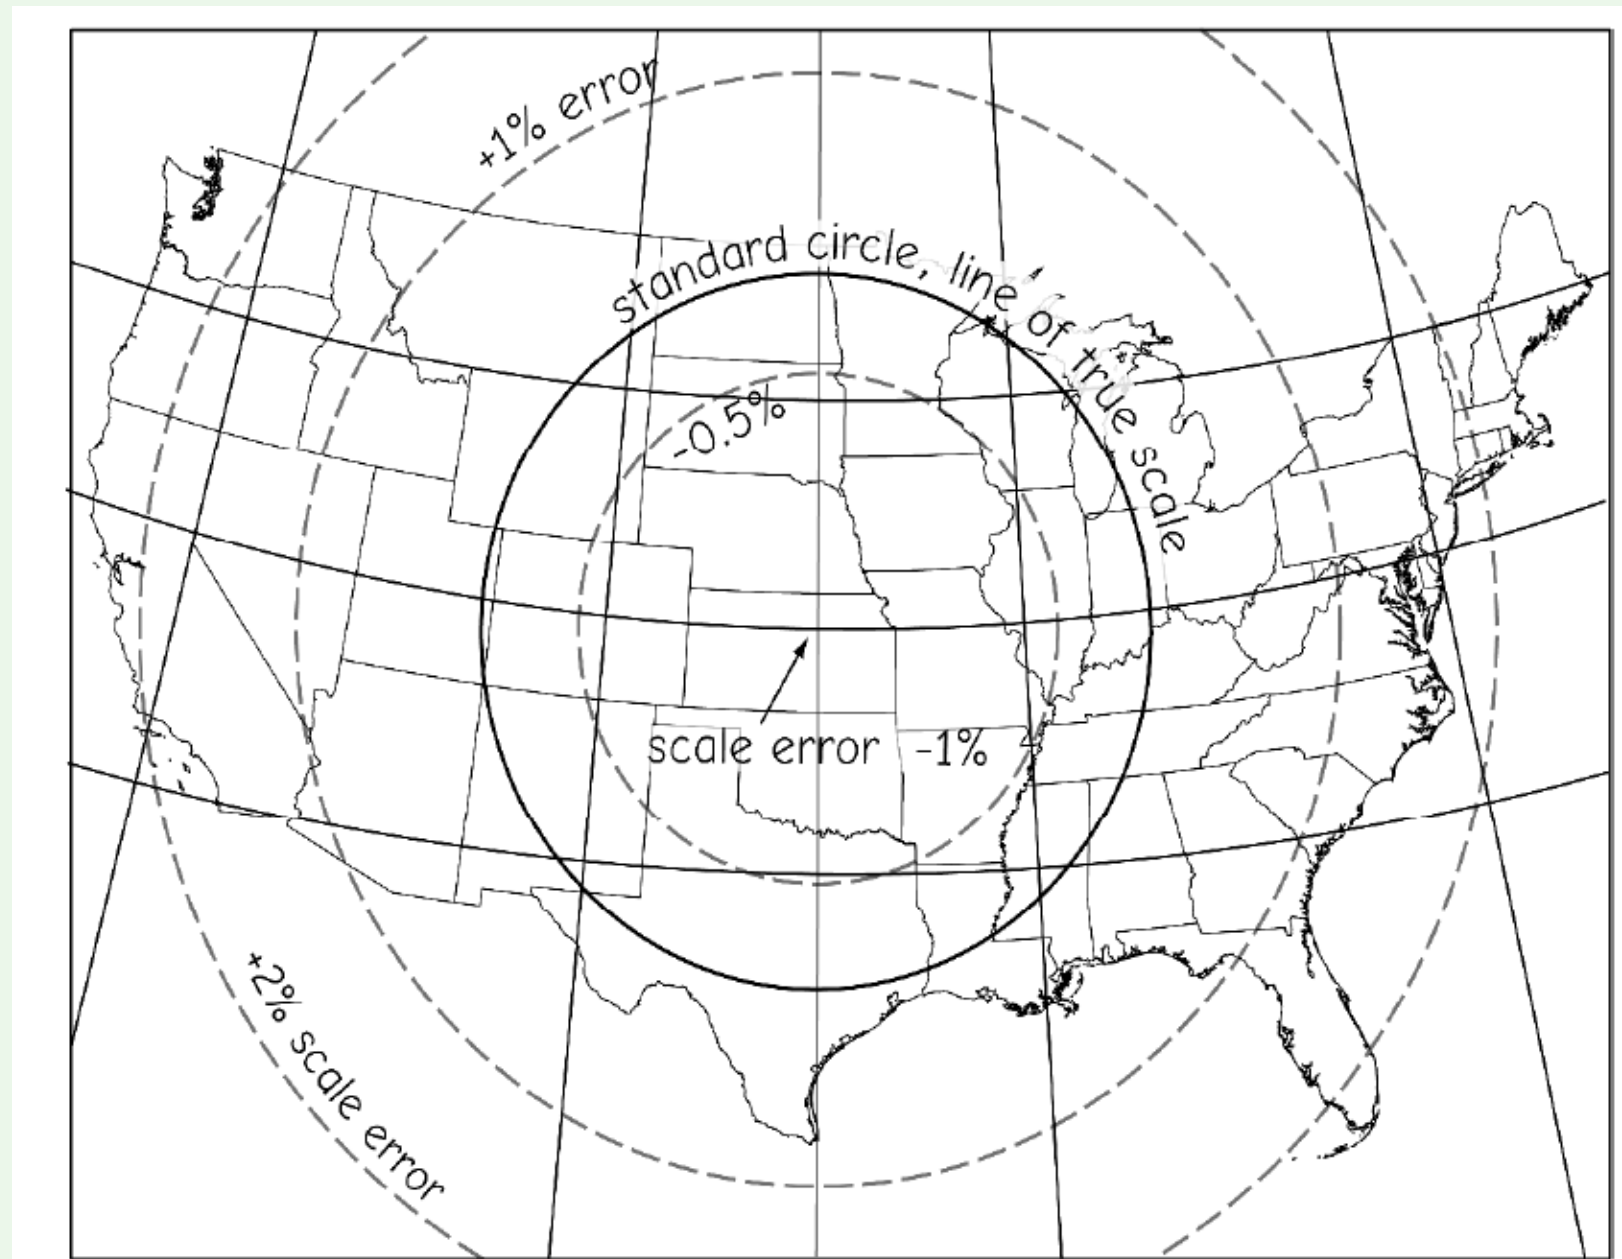 +1% error
standard circle, line of true scale
-0.5%
scale error -1%
+2% scale error